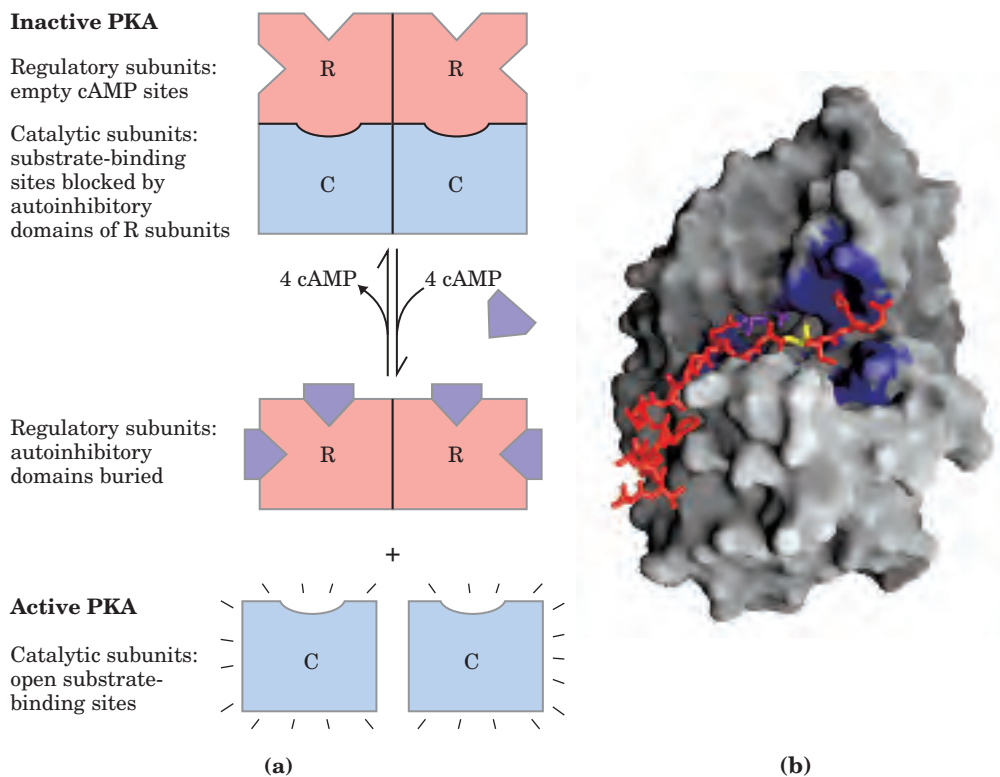 Inactive PKA
Regulatory subunits:
empty cAMP sites
Catalytic subunits:
substrate-binding
sites blocked by
autoinhibitory
domains of R subunits
R R
C C
4 cAMP 4 cAMP
Regulatory subunits:
autoinhibitory
domains buried
R R
+
Active PKA
Catalytic subunits:
open substrate-
binding sites
C C
(a) (b)